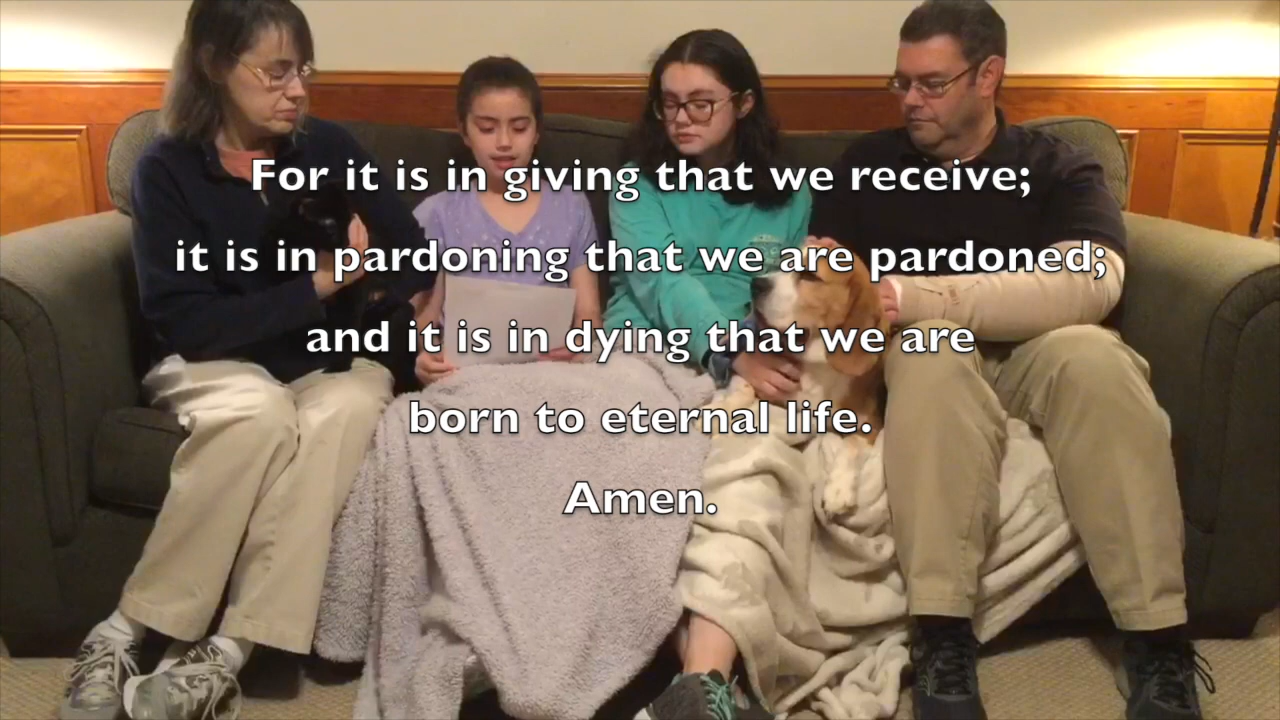 For it is in giving that we receive;
it is in pardoning that we are pardoned;
and it is in dying that we are
born to eternal life.
Amen.